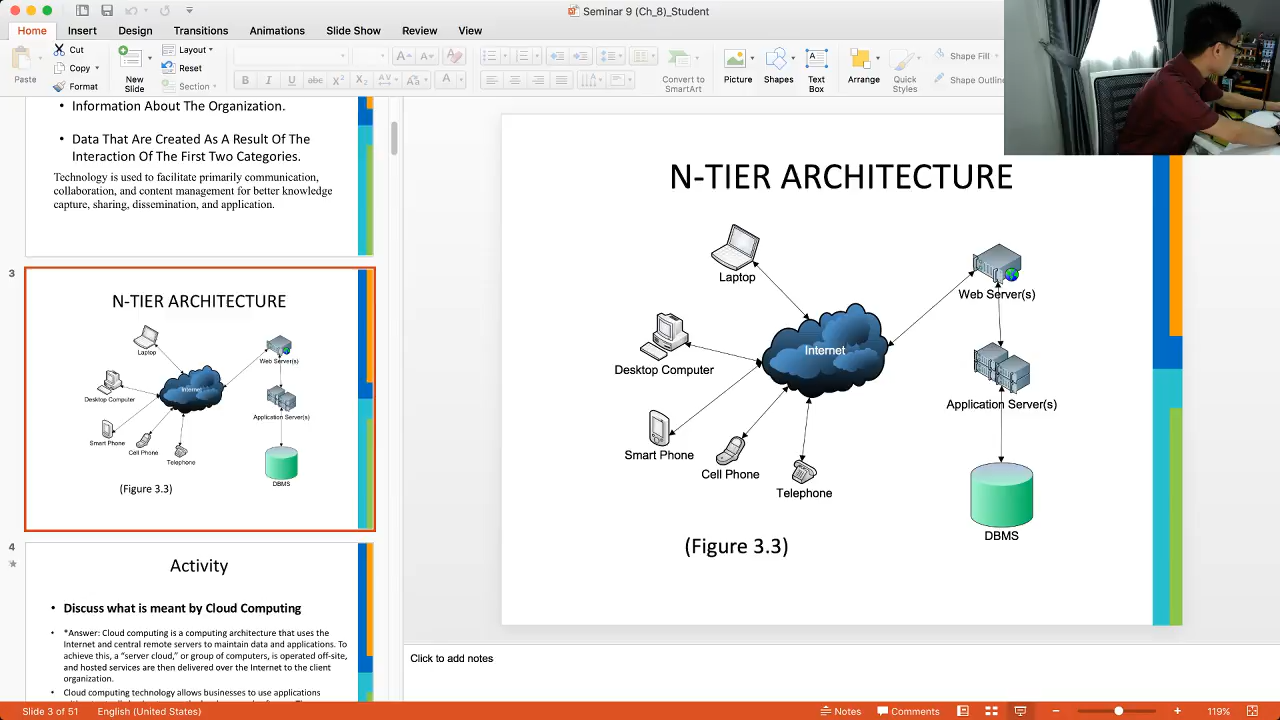 Seminar 9 (Ch_8)_Student
Home Insert Design Transitions Animations Slide Show Review View
Paste
Cut
Copy
Format
New
Slide
Layout
Reset
Section
B I U abc X² X₂ AV Aa A
Convert to
SmartArt
Picture
Shapes
Text
Box
Arrange
Quick
Styles
Shape Fill
Shape Outline
• Information About The Organization.
• Data That Are Created As A Result Of The
Interaction Of The First Two Categories.
Technology is used to facilitate primarily communication,
collaboration, and content management for better knowledge
capture, sharing, dissemination, and application.
3
N-TIER ARCHITECTURE
Laptop
Web Server(s)
Internet
Desktop Computer
Application Server(s)
Smart Phone
Cell Phone
Telephone
DBMS
(Figure 3.3)
4
Activity
• Discuss what is meant by Cloud Computing
• *Answer: Cloud computing is a computing architecture that uses the
Internet and central remote servers to maintain data and applications. To
achieve this, a “server cloud,” or group of computers, is operated off-site,
and hosted services are then delivered over the Internet to the client
organization.
• Cloud computing technology allows businesses to use applications
N-TIER ARCHITECTURE
Laptop
Web Server(s)
Internet
Desktop Computer
Application Server(s)
Smart Phone
Cell Phone
Telephone
DBMS
(Figure 3.3)
Click to add notes
Slide 3 of 51 English (United States) Notes Comments 119%